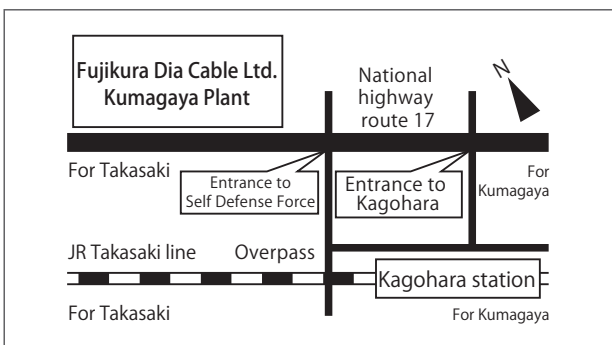 Fujikura Dia Cable Ltd.
Kumagaya Plant
National
highway
route 17
N
For Takasaki
Entrance to
Self Defense Force
Entrance to
Kagohara
For
Kumagaya
JR Takasaki line
Overpass
Kagohara station
For Takasaki
For Kumagaya